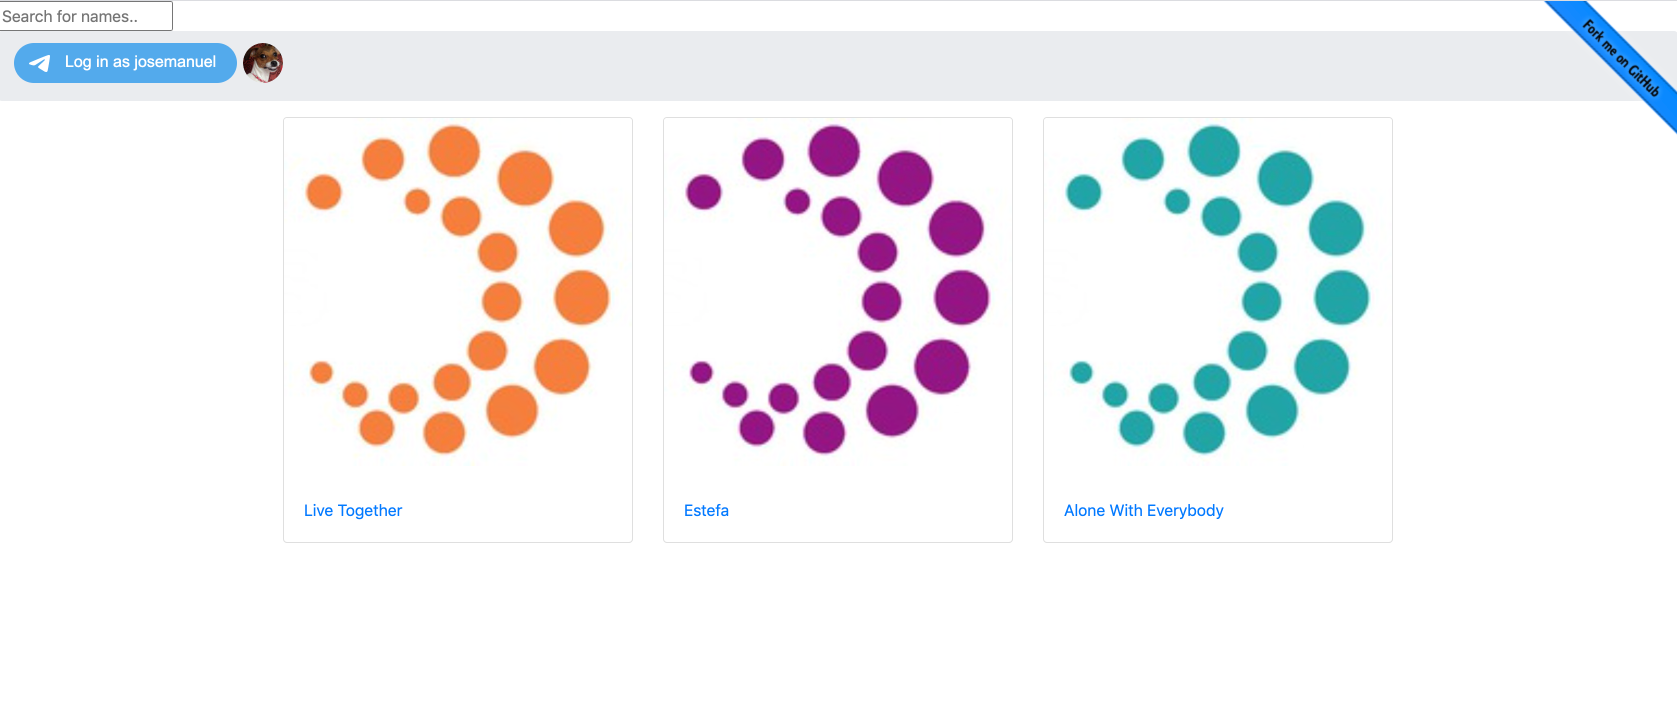 Search for names..
Log in as josemanuel
Fork me on GitHub
Live Together
Estefa
Alone With Everybody